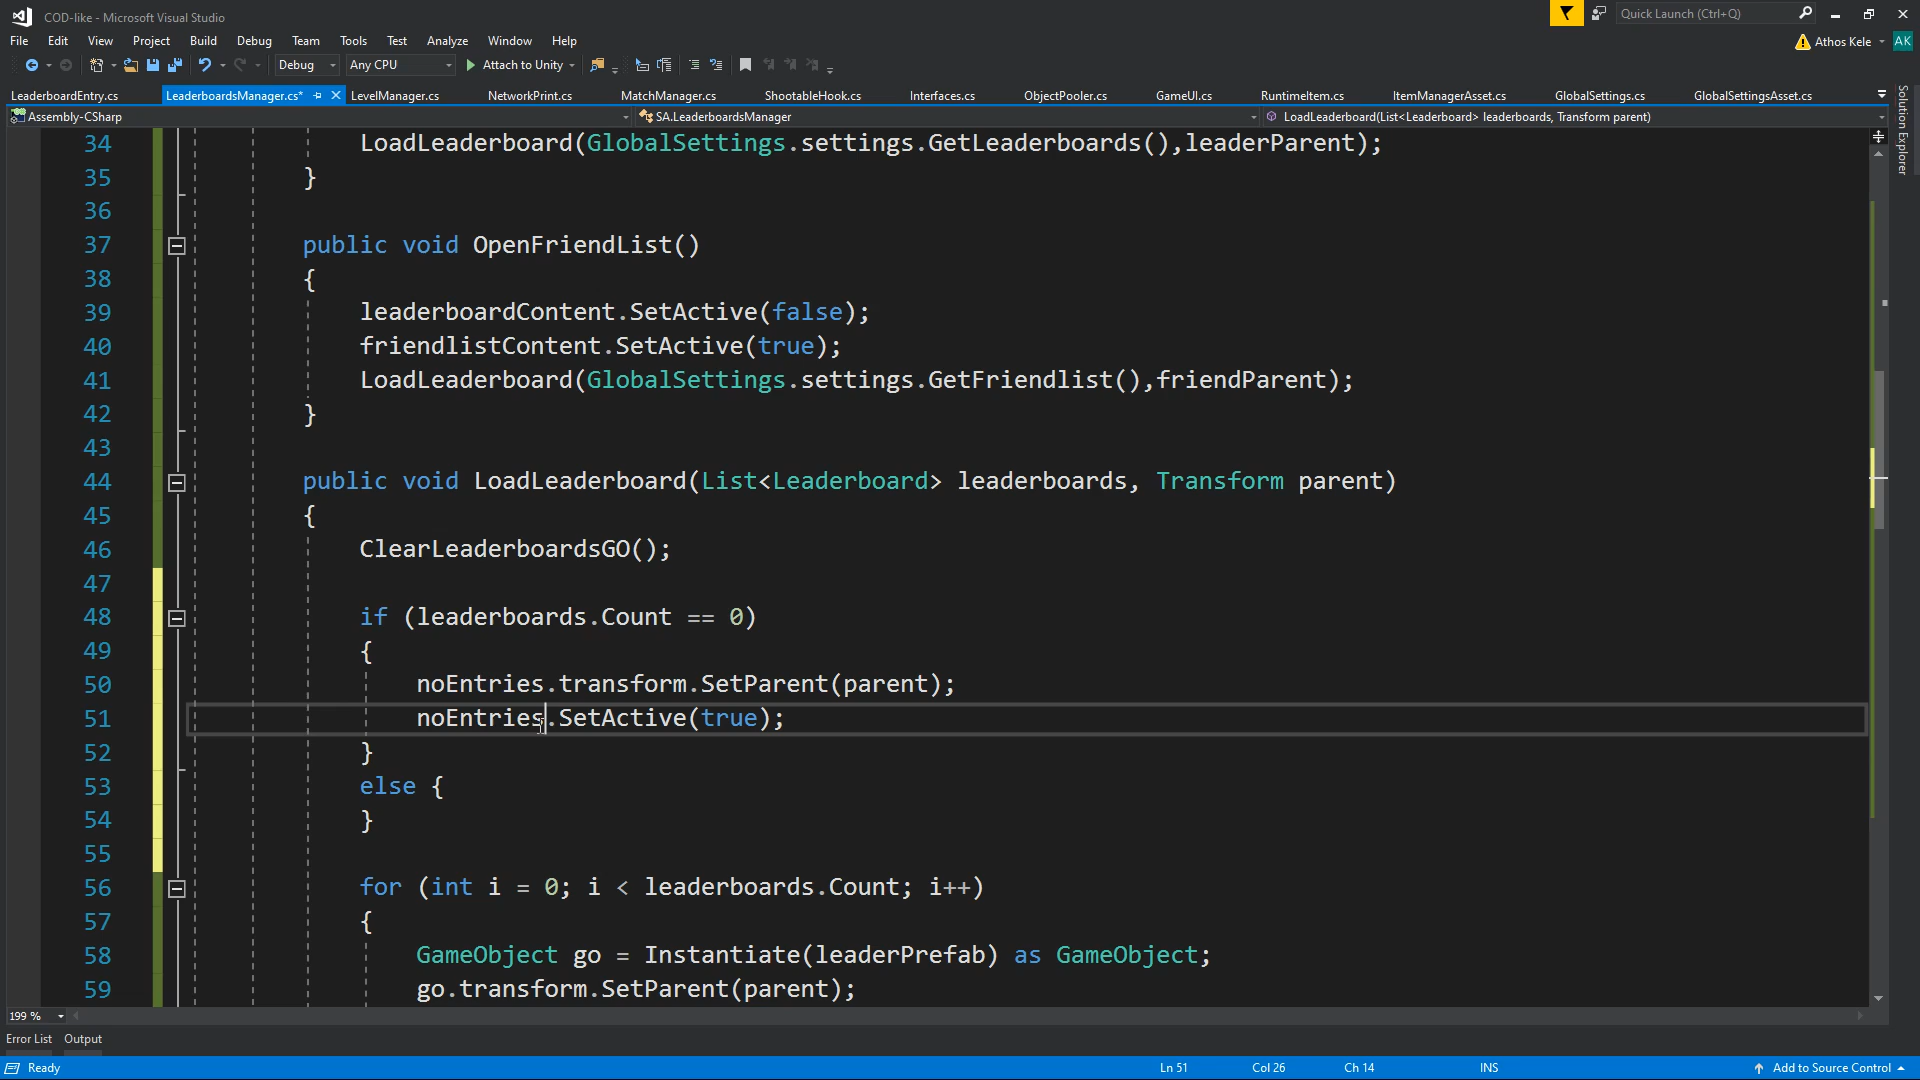 COD-like - Microsoft Visual Studio
Quick Launch (Ctrl+Q)
File Edit View Project Build Debug Team Tools Test Analyze Window Help
Athos Kele AK
Debug Any CPU Attach to Unity
LeaderboardEntry.cs LeaderboardsManager.cs* LevelManager.cs NetworkPrint.cs MatchManager.cs ShootableHook.cs Interfaces.cs ObjectPooler.cs GameUI.cs RuntimeItem.cs ItemManagerAsset.cs GlobalSettings.cs GlobalSettingsAsset.cs
Solution Explorer
Assembly-CSharp SA.LeaderboardsManager LoadLeaderboard(List<Leaderboard> leaderboards, Transform parent)
34 LoadLeaderboard(GlobalSettings.settings.GetLeaderboards(),leaderParent);
35 }
36
37 public void OpenFriendList()
38 {
39 leaderboardContent.SetActive(false);
40 friendlistContent.SetActive(true);
41 LoadLeaderboard(GlobalSettings.settings.GetFriendlist(),friendParent);
42 }
43
44 public void LoadLeaderboard(List<Leaderboard> leaderboards, Transform parent)
45 {
46 ClearLeaderboardsGO();
47
48 if (leaderboards.Count == 0)
49 {
50 noEntries.transform.SetParent(parent);
51 noEntries.SetActive(true);
52 }
53 else {
54 }
55
56 for (int i = 0; i < leaderboards.Count; i++)
57 {
58 GameObject go = Instantiate(leaderPrefab) as GameObject;
59 go.transform.SetParent(parent);
199 %
Error List Output
Ready Ln 51 Col 26 Ch 14 INS Add to Source Control